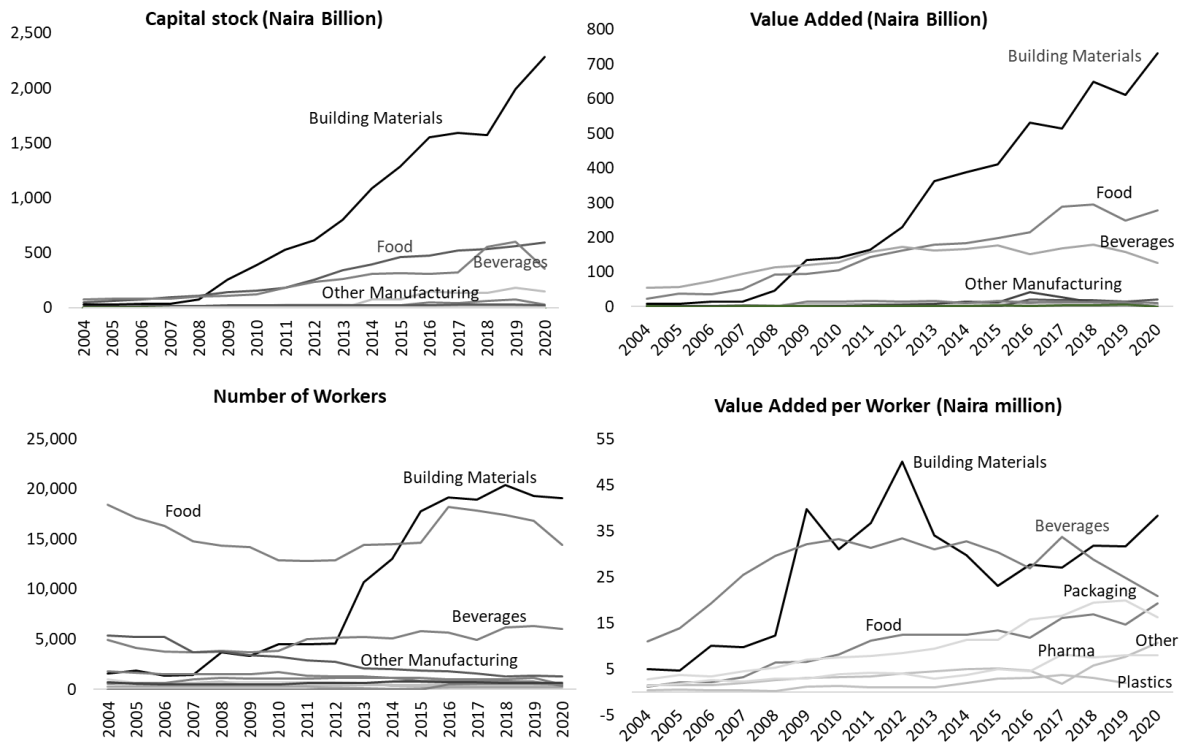 Capital stock (Naira Billion)
2,500
2,000
1,500
1,000
500
0
Building Materials
Food
Beverages
Other Manufacturing
2004 2005 2006 2007 2008 2009 2010 2011 2012 2013 2014 2015 2016 2017 2018 2019 2020
Value Added (Naira Billion)
800
700
600
500
400
300
200
100
0
Building Materials
Food
Beverages
Other Manufacturing
2004 2005 2006 2007 2008 2009 2010 2011 2012 2013 2014 2015 2016 2017 2018 2019 2020
Number of Workers
25,000
20,000
15,000
10,000
5,000
0
Building Materials
Food
Beverages
Other Manufacturing
2004 2005 2006 2007 2008 2009 2010 2011 2012 2013 2014 2015 2016 2017 2018 2019 2020
Value Added per Worker (Naira million)
55
45
35
25
15
5
-5
Building Materials
Beverages
Packaging
Food
Other
Pharma
Plastics
2004 2005 2006 2007 2008 2009 2010 2011 2012 2013 2014 2015 2016 2017 2018 2019 2020